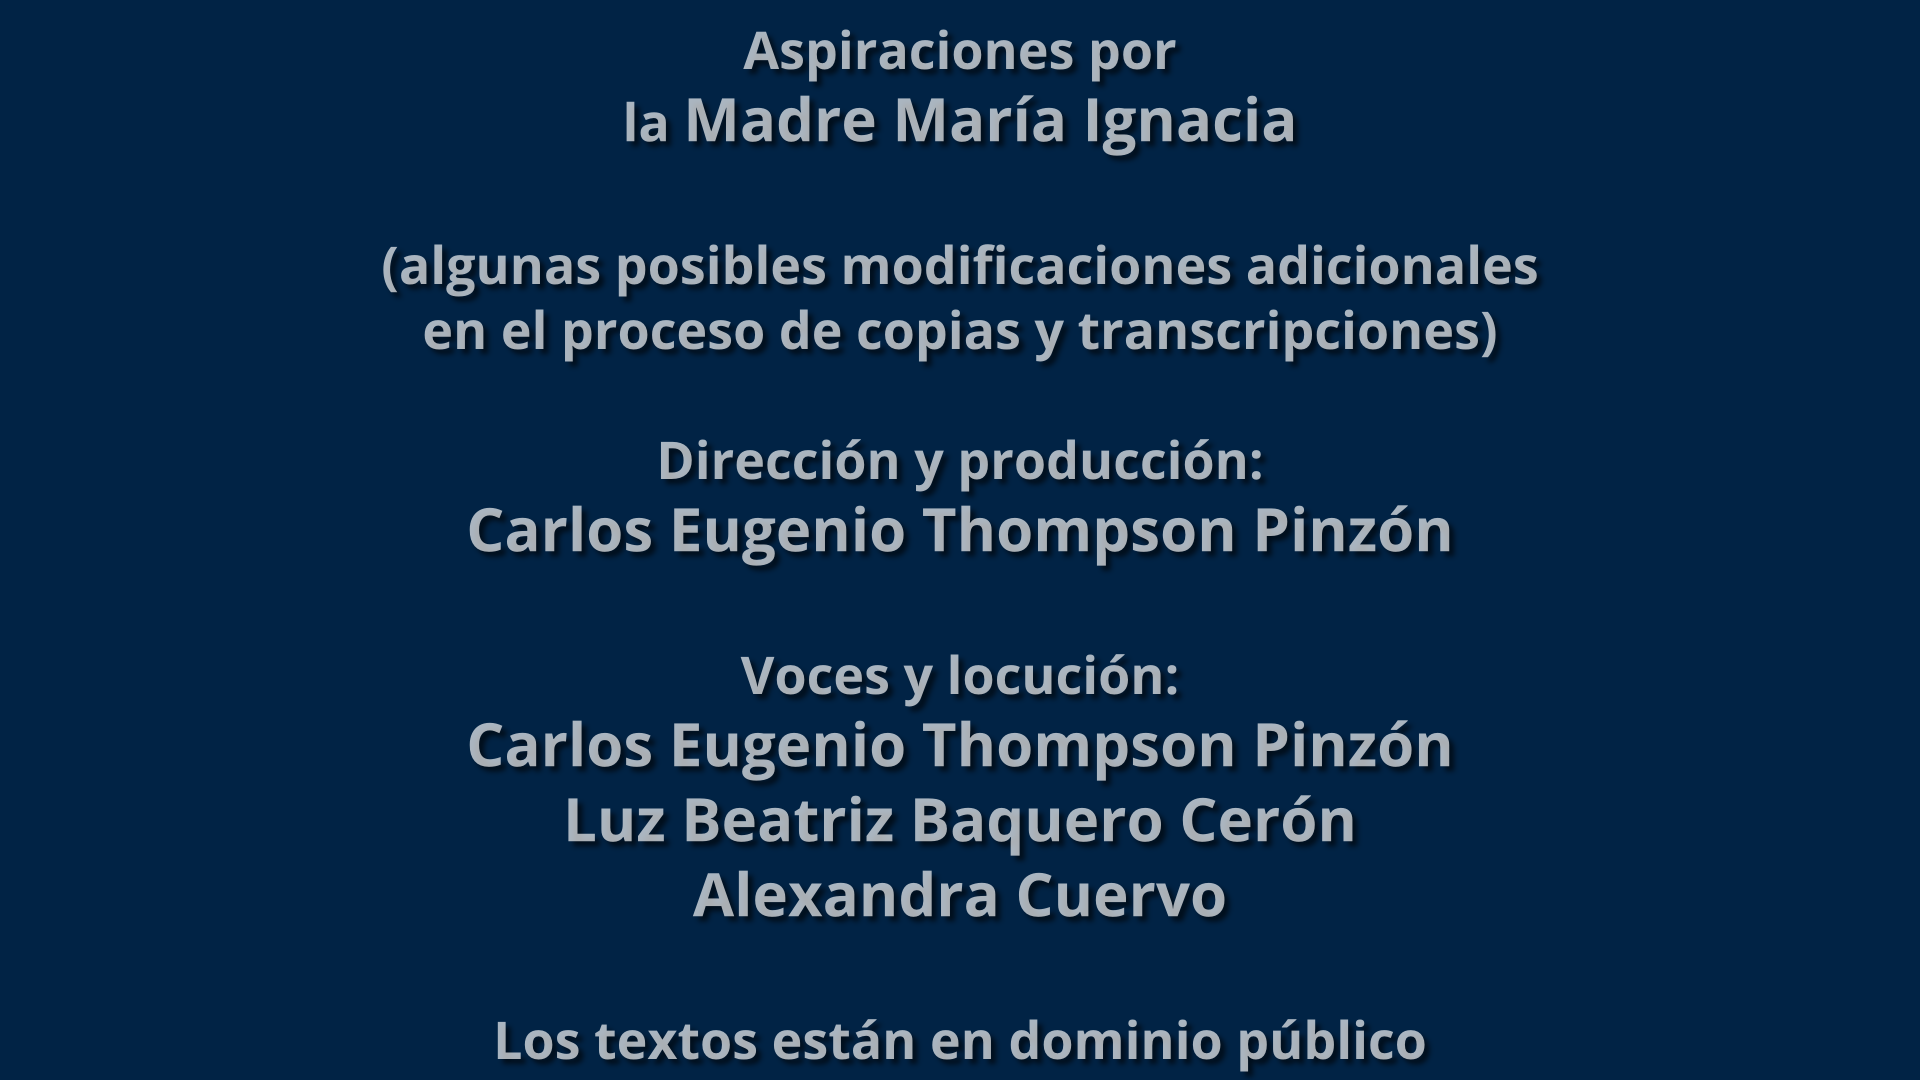 Aspiraciones por
la Madre María Ignacia
(algunas posibles modificaciones adicionales
en el proceso de copias y transcripciones)
Dirección y producción:
Carlos Eugenio Thompson Pinzón
Voces y locución:
Carlos Eugenio Thompson Pinzón
Luz Beatriz Baquero Cerón
Alexandra Cuervo
Los textos están en dominio público